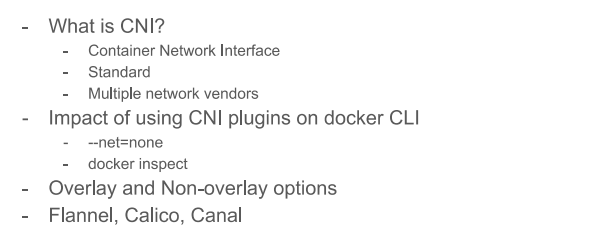 - What is CNI?
- Container Network Interface
- Standard
- Multiple network vendors
- Impact of using CNI plugins on docker CLI
- --net=none
- docker inspect
- Overlay and Non-overlay options
- Flannel, Calico, Canal